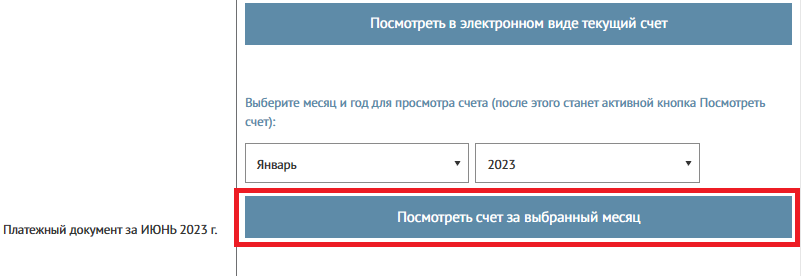 Посмотреть в электронном виде текущий счет
Выберите месяц и год для просмотра счета (после этого станет активной кнопка Посмотреть
счет):
Январь
2023
Посмотреть счет за выбранный месяц
Платежный документ за ИЮНЬ 2023 г.